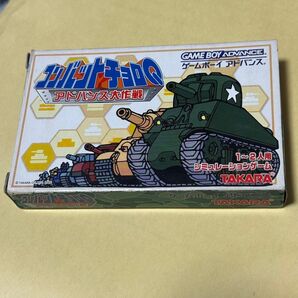 コンバットチョロQ
アドバンス大作戦
GAME BOY ADVANCE
ゲームボーイ アドバンス
1～2人用
シミュレーションゲーム
TAKARA
TAKARA